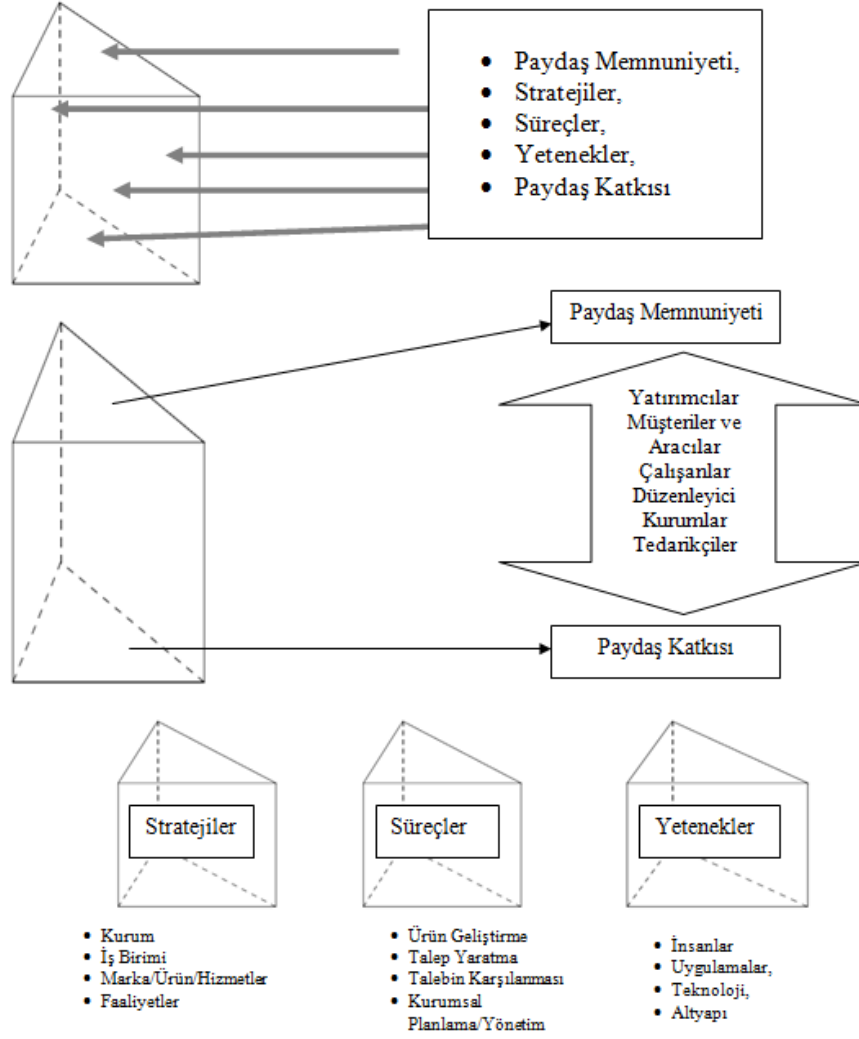 • Paydaş Memnuniyeti,
• Stratejiler,
• Süreçler,
• Yetenekler,
• Paydaş Katkısı
Paydaş Memnuniyeti
Yatırımcılar
Müşteriler ve
Aracılar
Çalışanlar
Düzenleyici
Kurumlar
Tedarikçiler
Paydaş Katkısı
Stratejiler
• Kurum
• İş Birimi
• Marka/Ürün/Hizmetler
• Faaliyetler
Süreçler
• Ürün Geliştirme
• Talep Yaratma
• Talebin Karşılanması
• Kurumsal
Planlama/Yönetim
Yetenekler
• İnsanlar
• Uygulamalar,
• Teknoloji,
• Altyapı